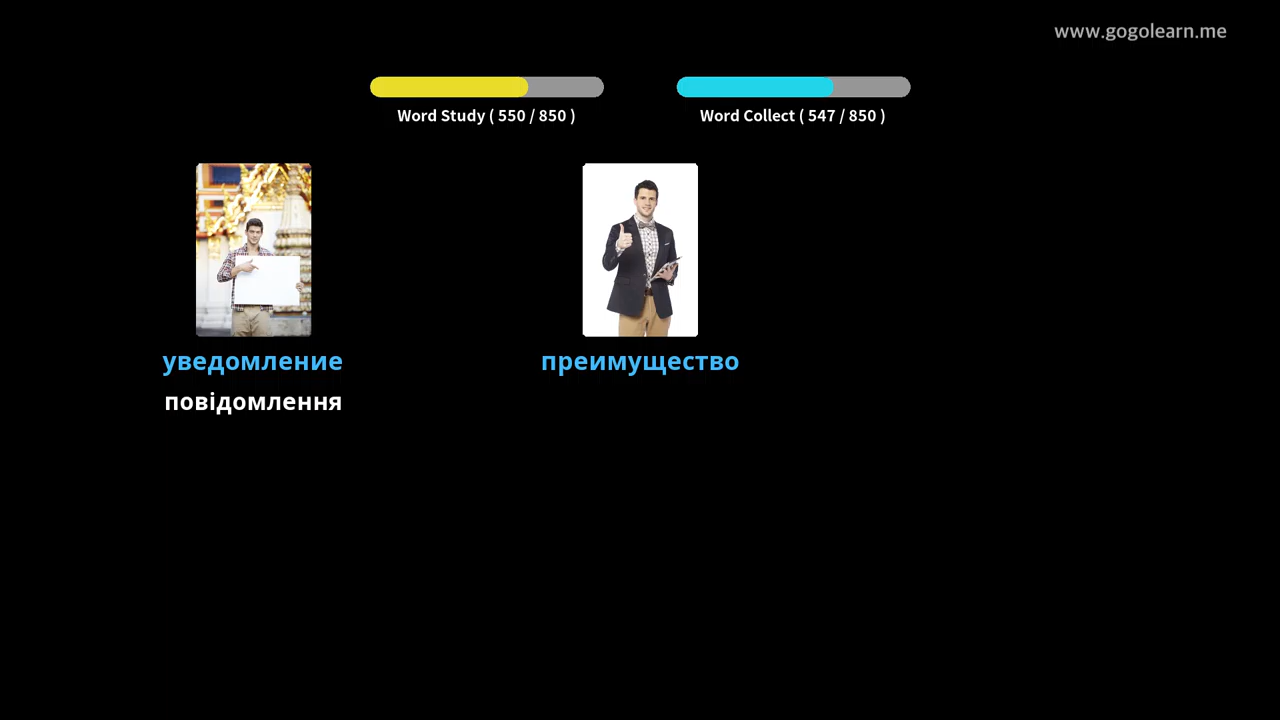 www.gogolearn.me
Word Study ( 550 / 850 )
Word Collect ( 547 / 850 )
уведомление
преимущество
повідомлення